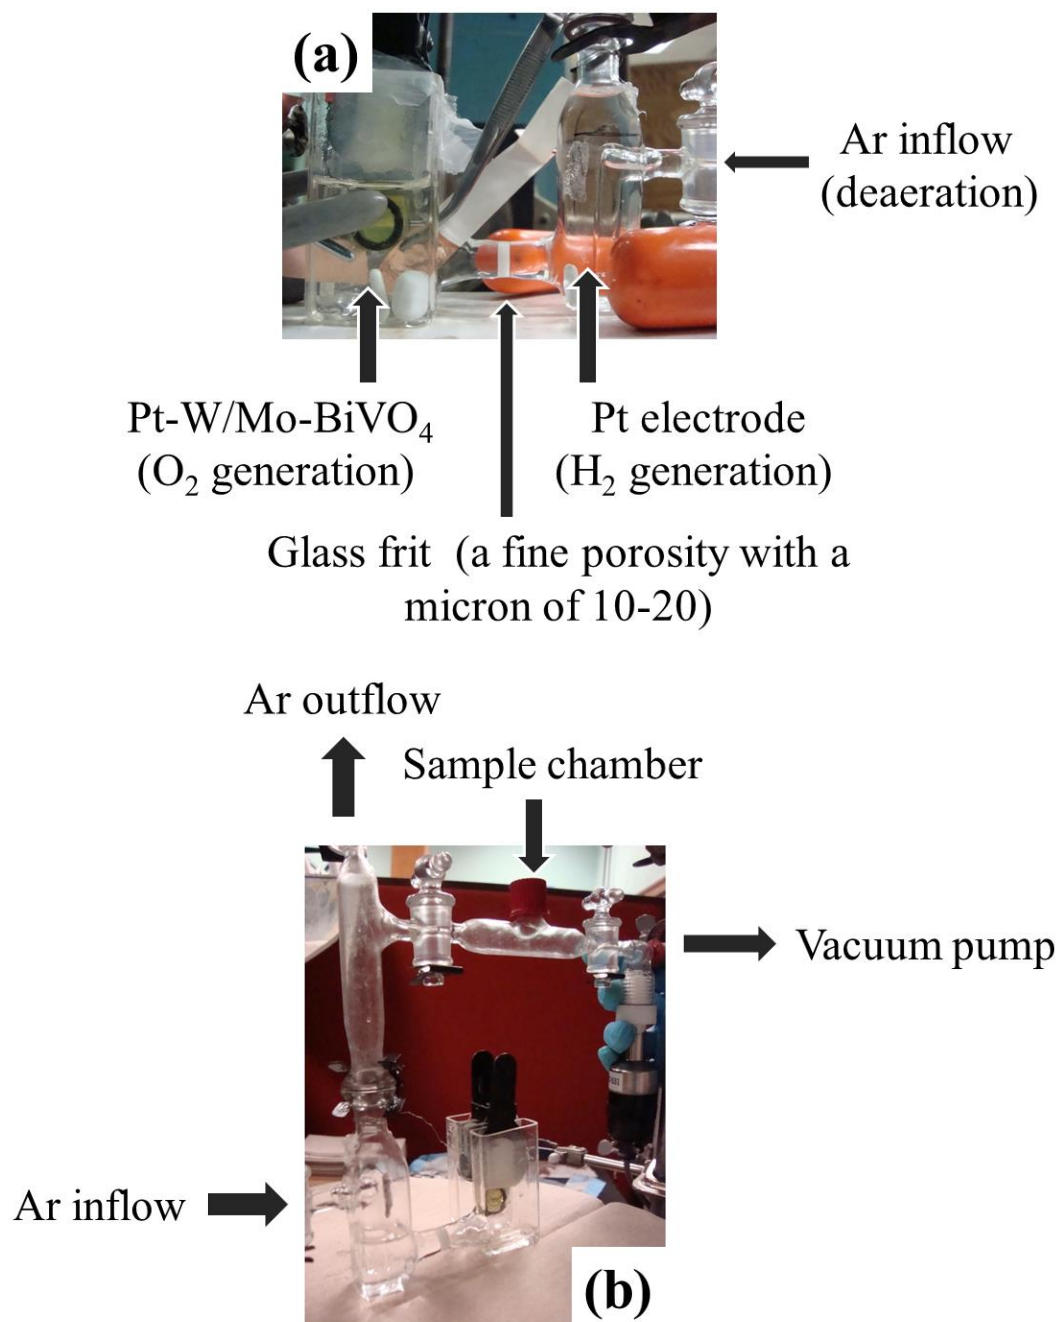 (a)
Ar inflow
(deaeration)
Pt-W/Mo-BiVO₄
(O₂ generation)
Pt electrode
(H₂ generation)
Glass frit (a fine porosity with a
micron of 10-20)
Ar outflow
Sample chamber
Vacuum pump
Ar inflow
(b)